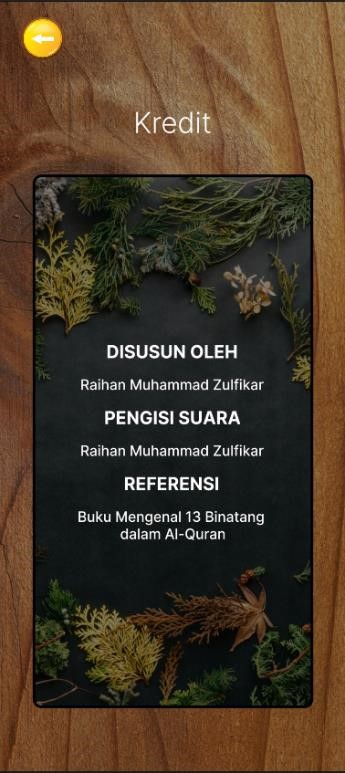 Kredit
DISUSUN OLEH
Raihan Muhammad Zulfikar
PENGISI SUARA
Raihan Muhammad Zulfikar
REFERENSI
Buku Mengenal 13 Binatang
dalam Al-Quran